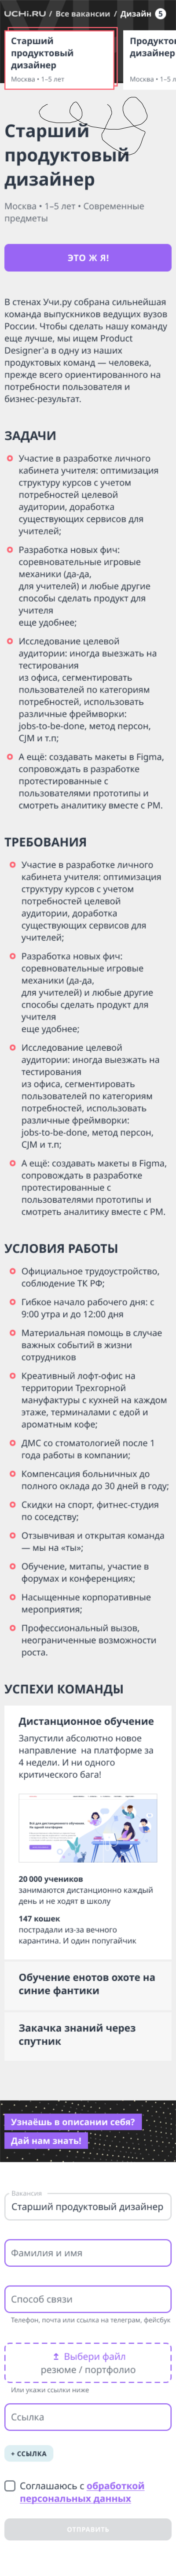 UCHi.RU / Все вакансии / Дизайн 5
Старший
продуктовый
дизайнер
Москва • 1–5 лет
Продуктов
дизайнер
Москва • 1–5 л
Старший
продуктовый
дизайнер
Москва • 1–5 лет • Современные
предметы
ЭТО Ж Я!
В стенах Учи.ру собрана сильнейшая
команда выпускников ведущих вузов
России. Чтобы сделать нашу команду
еще лучше, мы ищем Product
Designer'a в одну из наших
продуктовых команд — человека,
прежде всего ориентированного на
потребности пользователя и
бизнес-результат.
ЗАДАЧИ
Участие в разработке личного
кабинета учителя: оптимизация
структуру курсов с учетом
потребностей целевой
аудитории, доработка
существующих сервисов для
учителей;
Разработка новых фич:
соревновательные игровые
механики (да-да,
для учителей) и любые другие
способы сделать продукт для
учителя
еще удобнее;
Исследование целевой
аудитории: иногда выезжать на
тестирования
из офиса, сегментировать
пользователей по категориям
потребностей, использовать
различные фреймворки:
jobs-to-be-done, метод персон,
CJM и т.п;
А ещё: создавать макеты в Figma,
сопровождать в разработке
протестированные с
пользователями прототипы и
смотреть аналитику вместе с PM.
ТРЕБОВАНИЯ
Участие в разработке личного
кабинета учителя: оптимизация
структуру курсов с учетом
потребностей целевой
аудитории, доработка
существующих сервисов для
учителей;
Разработка новых фич:
соревновательные игровые
механики (да-да,
для учителей) и любые другие
способы сделать продукт для
учителя
еще удобнее;
Исследование целевой
аудитории: иногда выезжать на
тестирования
из офиса, сегментировать
пользователей по категориям
потребностей, использовать
различные фреймворки:
jobs-to-be-done, метод персон,
CJM и т.п;
А ещё: создавать макеты в Figma,
сопровождать в разработке
протестированные с
пользователями прототипы и
смотреть аналитику вместе с PM.
УСЛОВИЯ РАБОТЫ
Официальное трудоустройство,
соблюдение ТК РФ;
Гибкое начало рабочего дня: с
9:00 утра и до 12:00 дня
Материальная помощь в случае
важных событий в жизни
сотрудников
Креативный лофт-офис на
территории Трехгорной
мануфактуры с кухней на каждом
этаже, терминалами с едой и
ароматным кофе;
ДМС со стоматологией после 1
года работы в компании;
Компенсация больничных до
полного оклада до 30 дней в году;
Скидки на спорт, фитнес-студия
по соседству;
Отзывчивая и открытая команда
— мы на «ты»;
Обучение, митапы, участие в
форумах и конференциях;
Насыщенные корпоративные
мероприятия;
Профессиональный вызов,
неограниченные возможности
роста.
УСПЕХИ КОМАНДЫ
Дистанционное обучение
Запустили абсолютно новое
направление на платформе за
4 недели. И ни одного
критического бага!
20 000 учеников
занимаются дистанционно каждый
день и не ходят в школу
147 кошек
пострадали из-за вечного
карантина. И один попугайчик
Обучение енотов охоте на
синие фантики
Закачка знаний через
спутник
Узнаёшь в описании себя?
Дай нам знать!
Вакансия
Старший продуктовый дизайнер
Фамилия и имя
Способ связи
Телефон, почта или ссылка на телеграм, фейсбук
Выбери файл
резюме / портфолио
Или укажи ссылки ниже
Ссылка
+ ССЫЛКА
Соглашаюсь с обработкой
персональных данных
ОТПРАВИТЬ